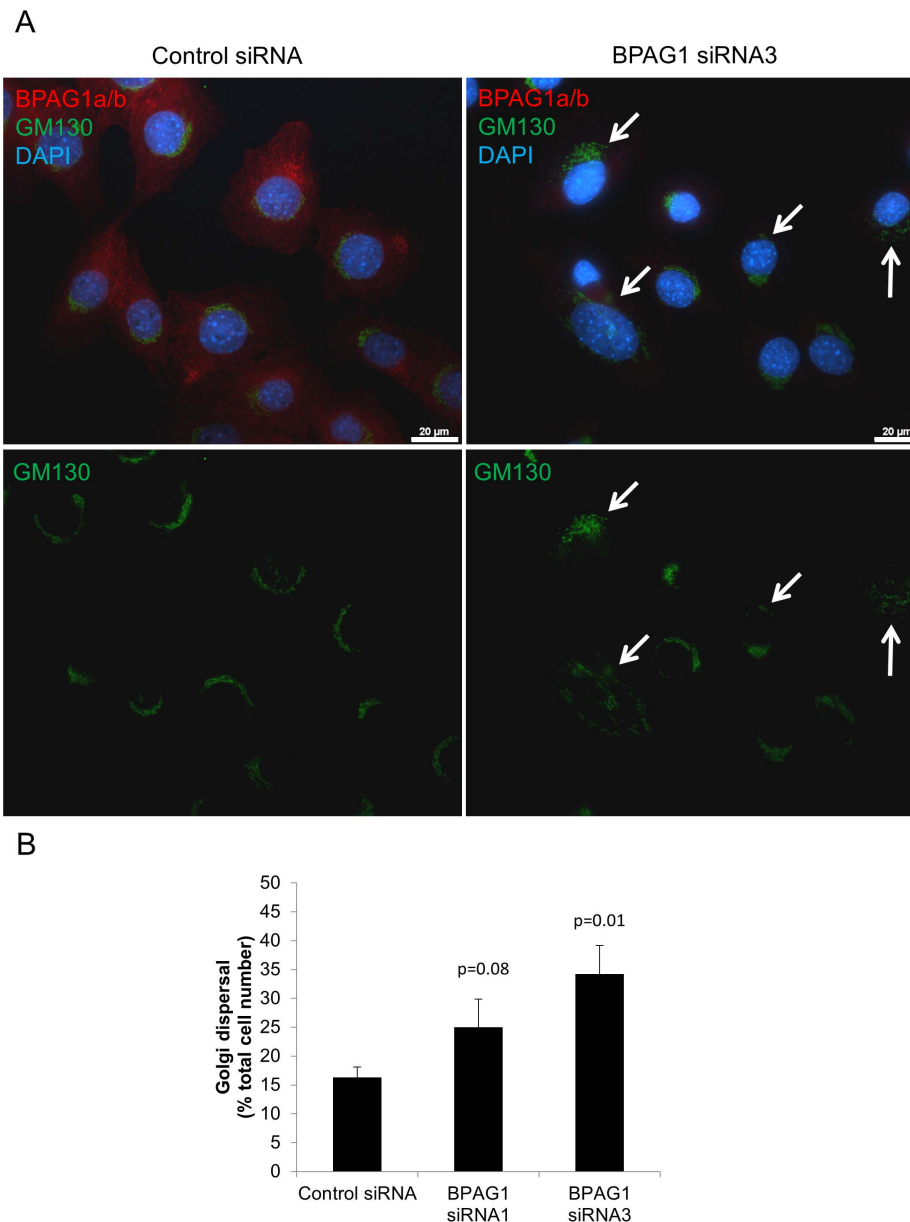 A
Control siRNA
BPAG1 siRNA3
BPAG1a/b
GM130
DAPI
20 µm
BPAG1a/b
GM130
DAPI
20 µm
GM130
GM130
B
Golgi dispersal
(% total cell number)
50
45
40
35
30
25
20
15
10
5
0
p=0.08
p=0.01
Control siRNA
BPAG1
siRNA1
BPAG1
siRNA3